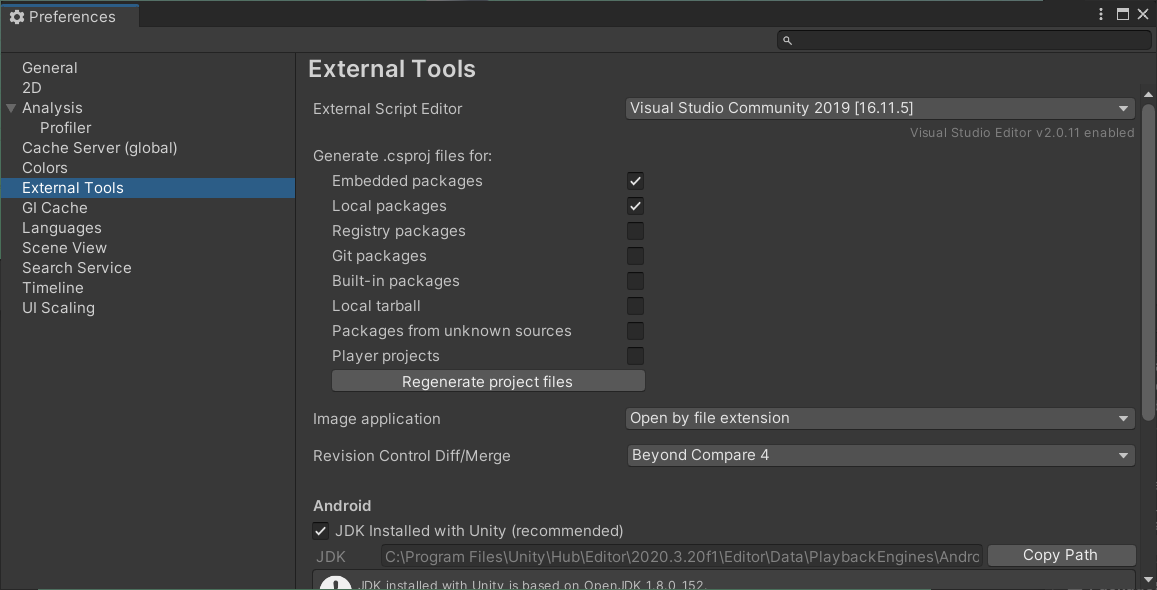 Preferences
General
2D
Analysis
Profiler
Cache Server (global)
Colors
External Tools
GI Cache
Languages
Scene View
Search Service
Timeline
UI Scaling
External Tools
External Script Editor
Visual Studio Community 2019 [16.11.5]
Visual Studio Editor v2.0.11 enabled
Generate .csproj files for:
Embedded packages
Local packages
Registry packages
Git packages
Built-in packages
Local tarball
Packages from unknown sources
Player projects
Regenerate project files
Image application
Open by file extension
Revision Control Diff/Merge
Beyond Compare 4
Android
JDK Installed with Unity (recommended)
JDK
C:\Program Files\Unity\Hub\Editor\2020.3.20f1\Editor\Data\PlaybackEngines\Andro
Copy Path
JDK installed with Unity is based on OpenJDK 1.8.0_152.